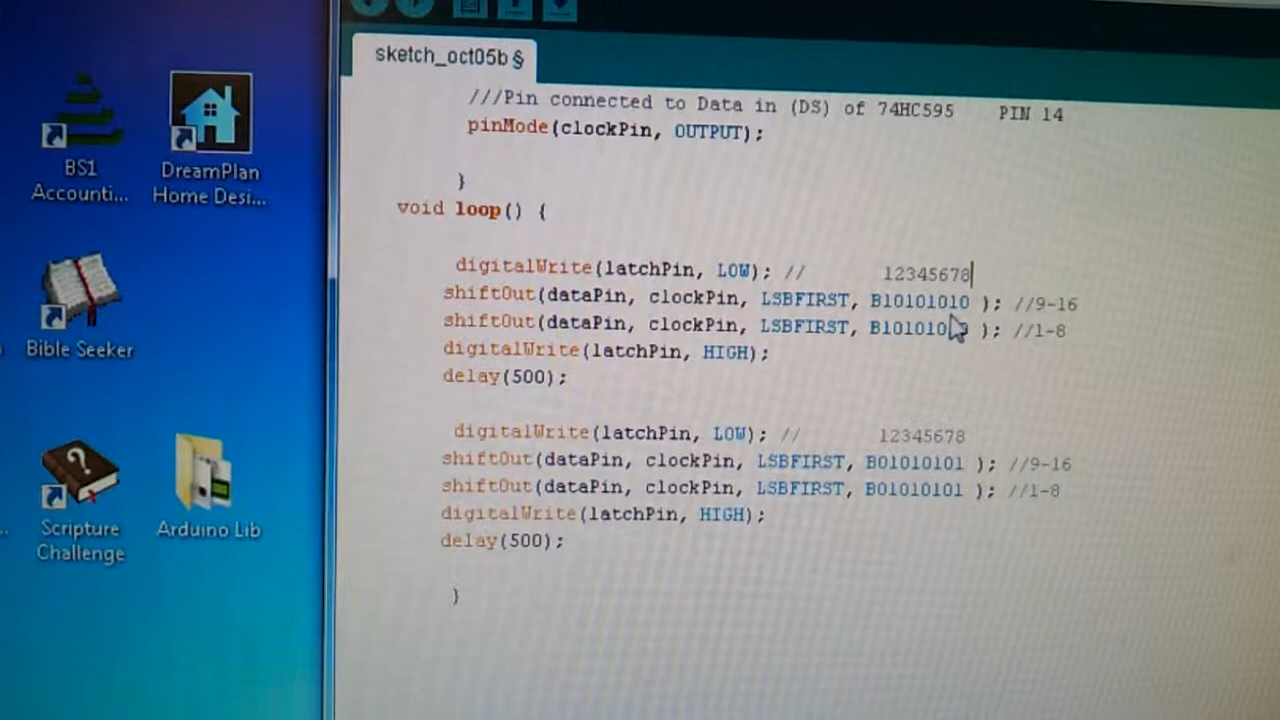 sketch_oct05b §
///Pin connected to Data in (DS) of 74HC595 PIN 14
pinMode(clockPin, OUTPUT);
}
void loop() {
digitalWrite(latchPin, LOW); // 12345678
shiftOut(dataPin, clockPin, LSBFIRST, B10101010 ); //9-16
shiftOut(dataPin, clockPin, LSBFIRST, ); //1-8
digitalWrite(latchPin, HIGH);
delay(500);
digitalWrite(latchPin, LOW); // 12345678
shiftOut(dataPin, clockPin, LSBFIRST, B01010101 ); //9-16
shiftOut(dataPin, clockPin, LSBFIRST, B01010101 ); //1-8
digitalWrite(latchPin, HIGH);
delay(500);
}
BS1
Accounti...
DreamPlan
Home Desi...
Bible Seeker
Scripture
Challenge
Arduino Lib